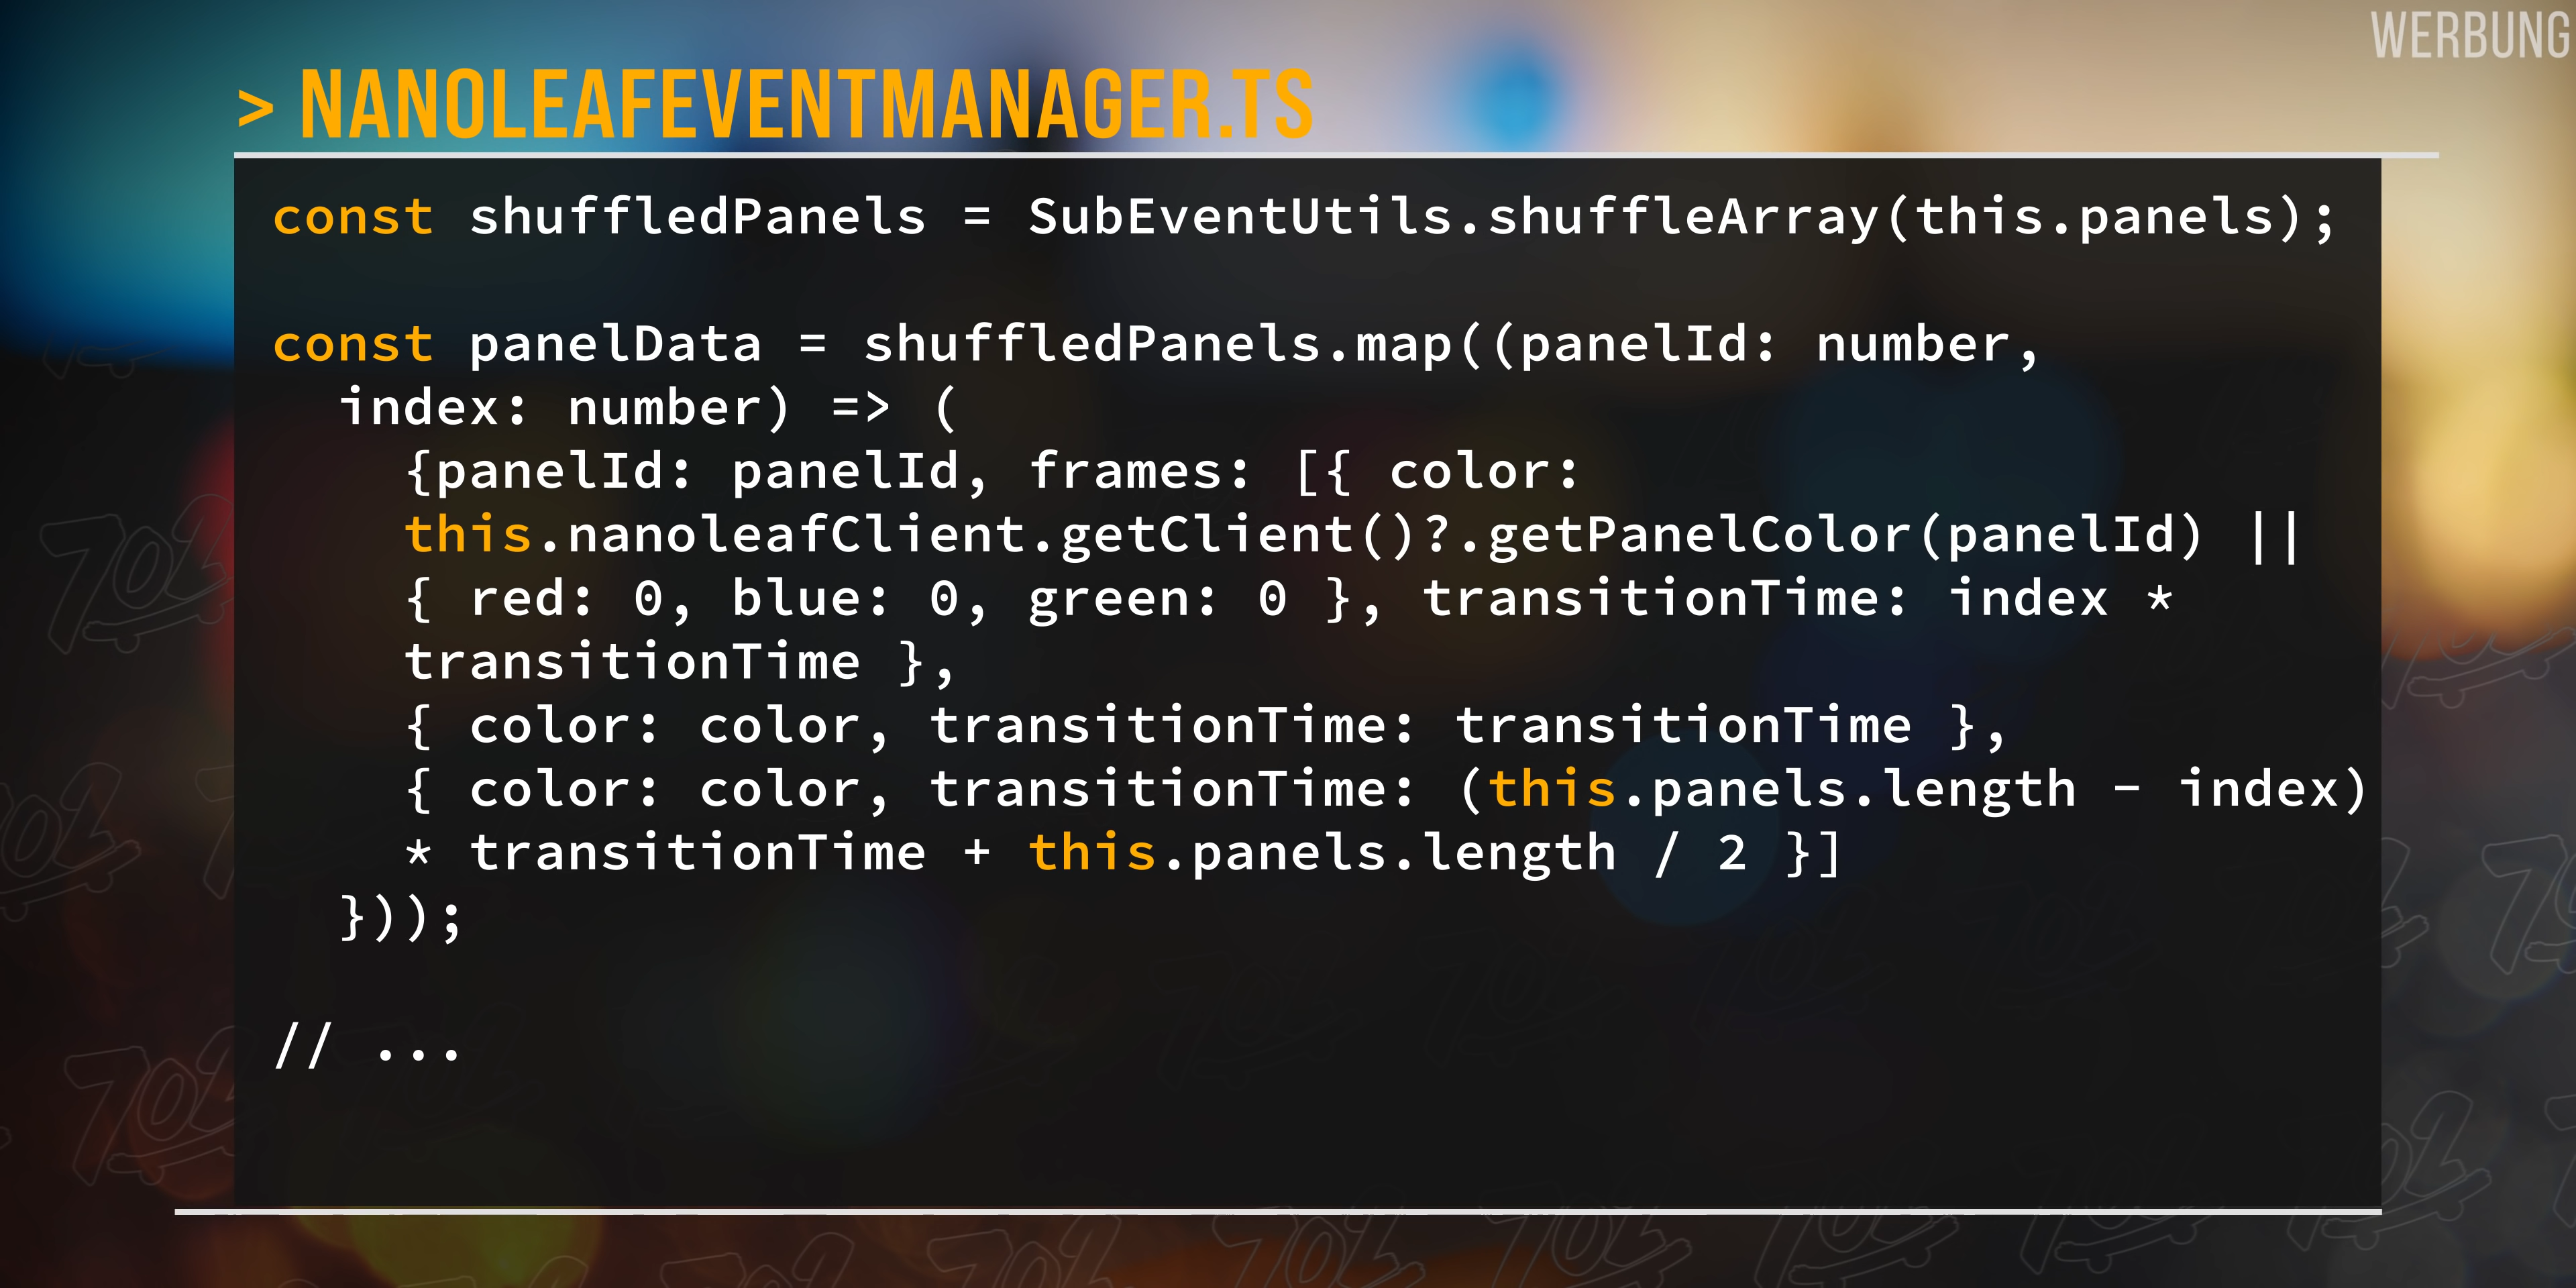 WERBUNG
> NANOLEAFEVENTMANAGER.TS
const shuffledPanels = SubEventUtils.shuffleArray(this.panels);
const panelData = shuffledPanels.map((panelId: number,
index: number) => (
{panelId: panelId, frames: [{ color:
this.nanoleafClient.getClient()?.getPanelColor(panelId) ||
{ red: 0, blue: 0, green: 0 }, transitionTime: index *
transitionTime },
{ color: color, transitionTime: transitionTime },
{ color: color, transitionTime: (this.panels.length - index)
* transitionTime + this.panels.length / 2 }]
}));
// ...